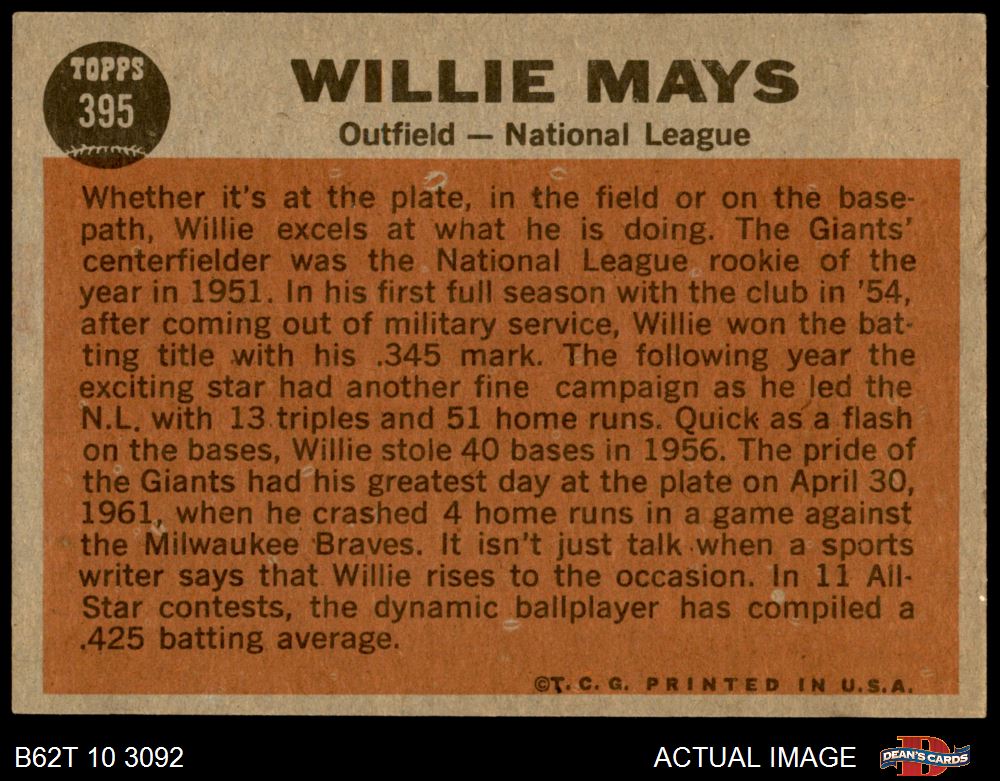 TOPPS
395
WILLIE MAYS
Outfield — National League
Whether it's at the plate, in the field or on the base-
path, Willie excels at what he is doing. The Giants'
centerfielder was the National League rookie of the
year in 1951. In his first full season with the club in '54,
after coming out of military service, Willie won the bat-
ting title with his .345 mark. The following year the
exciting star had another fine campaign as he led the
N.L. with 13 triples and 51 home runs. Quick as a flash
on the bases, Willie stole 40 bases in 1956. The pride of
the Giants had his greatest day at the plate on April 30,
1961, when he crashed 4 home runs in a game against
the Milwaukee Braves. It isn't just talk when a sports
writer says that Willie rises to the occasion. In 11 All-
Star contests, the dynamic ballplayer has compiled a
.425 batting average.
©T. C. G. PRINTED IN U.S.A.
B62T 10 3092
ACTUAL IMAGE
D
DEAN'S CARDS